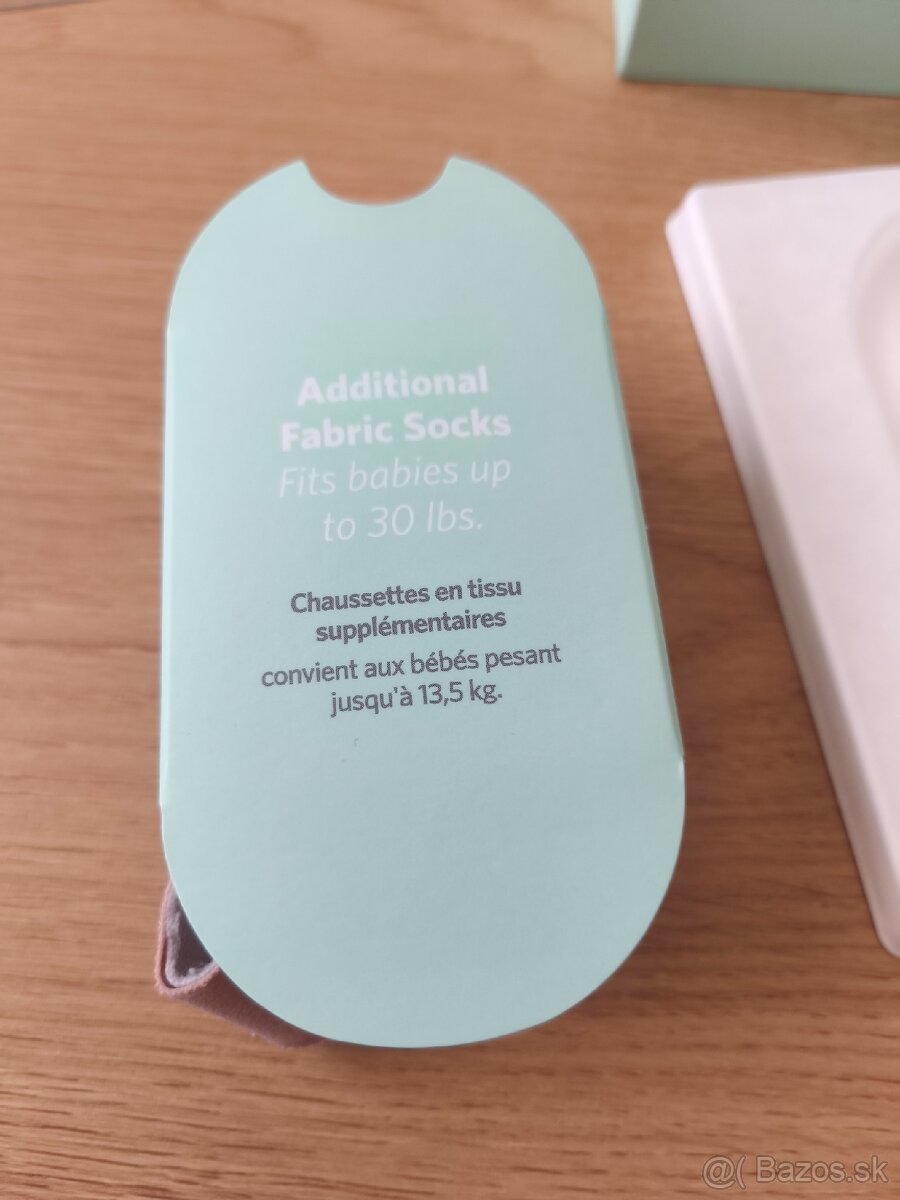 Additional
Fabric Socks
Fits babies up
to 30 lbs.
Chaussettes en tissu
supplémentaires
convient aux bébés pesant
jusqu'à 13,5 kg.
@( Bazos.sk